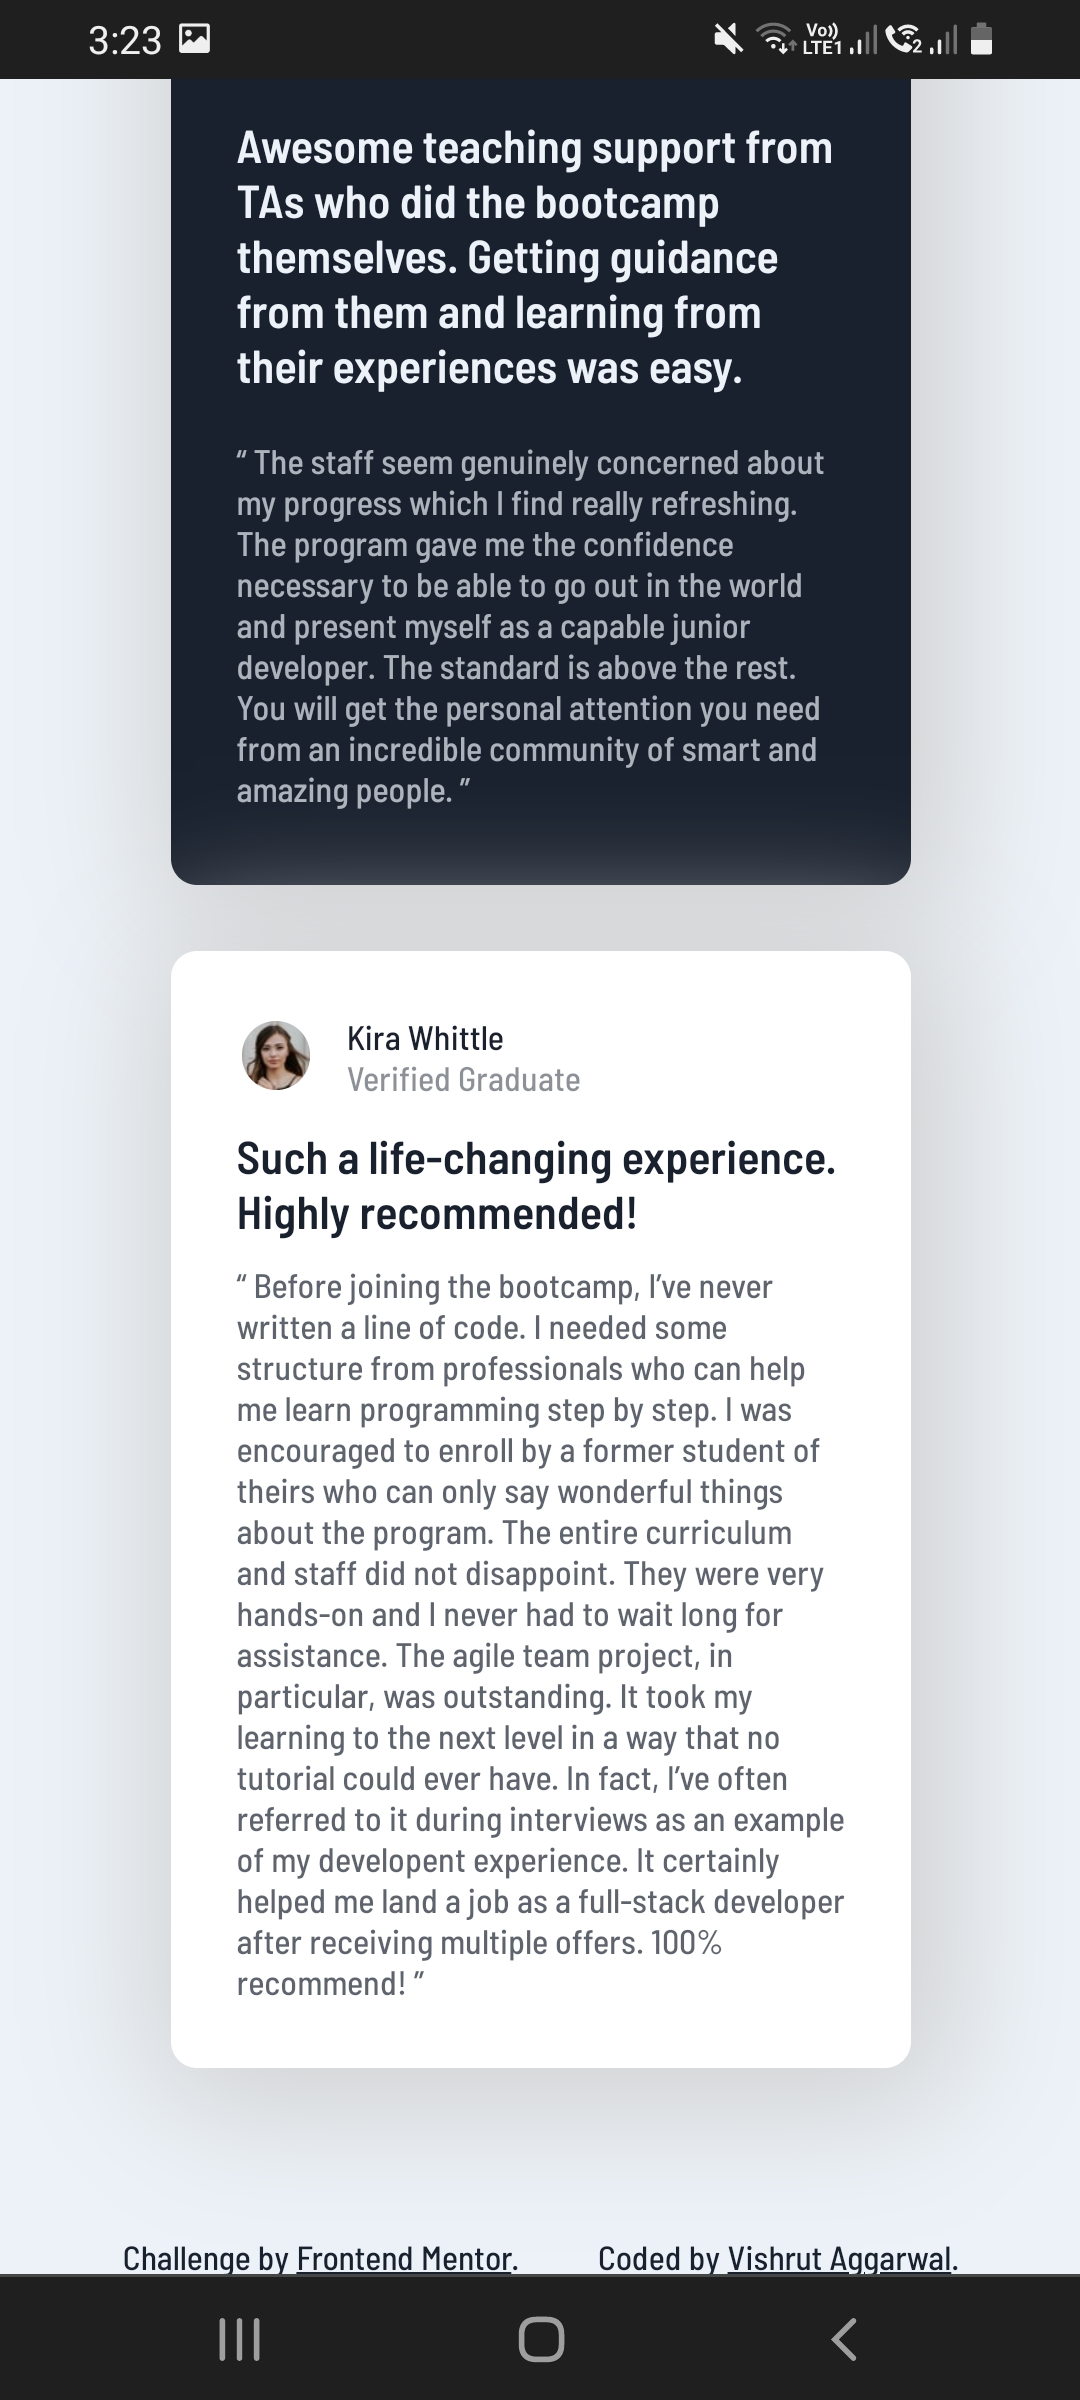 3:23
Vo))
LTE1
2
Awesome teaching support from
TAs who did the bootcamp
themselves. Getting guidance
from them and learning from
their experiences was easy.
“ The staff seem genuinely concerned about
my progress which I find really refreshing.
The program gave me the confidence
necessary to be able to go out in the world
and present myself as a capable junior
developer. The standard is above the rest.
You will get the personal attention you need
from an incredible community of smart and
amazing people. ”
Kira Whittle
Verified Graduate
Such a life-changing experience.
Highly recommended!
“ Before joining the bootcamp, I’ve never
written a line of code. I needed some
structure from professionals who can help
me learn programming step by step. I was
encouraged to enroll by a former student of
theirs who can only say wonderful things
about the program. The entire curriculum
and staff did not disappoint. They were very
hands-on and I never had to wait long for
assistance. The agile team project, in
particular, was outstanding. It took my
learning to the next level in a way that no
tutorial could ever have. In fact, I’ve often
referred to it during interviews as an example
of my developent experience. It certainly
helped me land a job as a full-stack developer
after receiving multiple offers. 100%
recommend! ”
Challenge by Frontend Mentor. Coded by Vishrut Aggarwal.